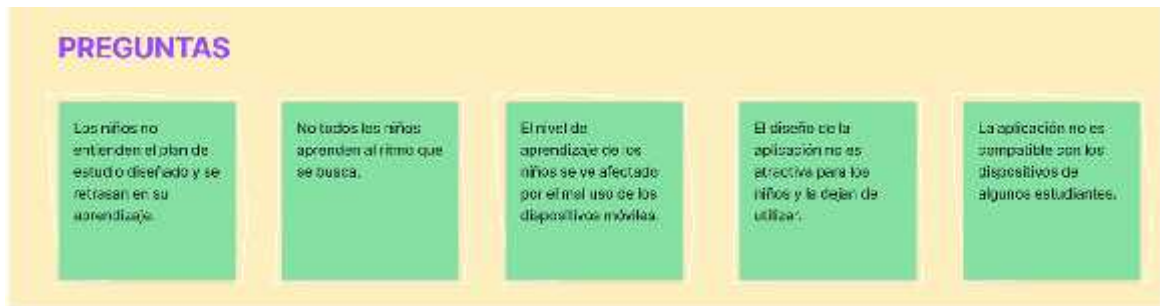 PREGUNTAS
Los niños no
entienden el plan de
estudio diseñado y se
retrasan en su
aprendizaje.
No todos los niños
aprenden al ritmo que
se busca.
El nivel de
aprendizaje de los
niños se ve afectado
por el mal uso de los
dispositivos móviles.
El diseño de la
aplicación no es
atractiva para los
niños y la dejan de
utilizar.
La aplicación no es
compatible con los
dispositivos de
algunos estudiantes.